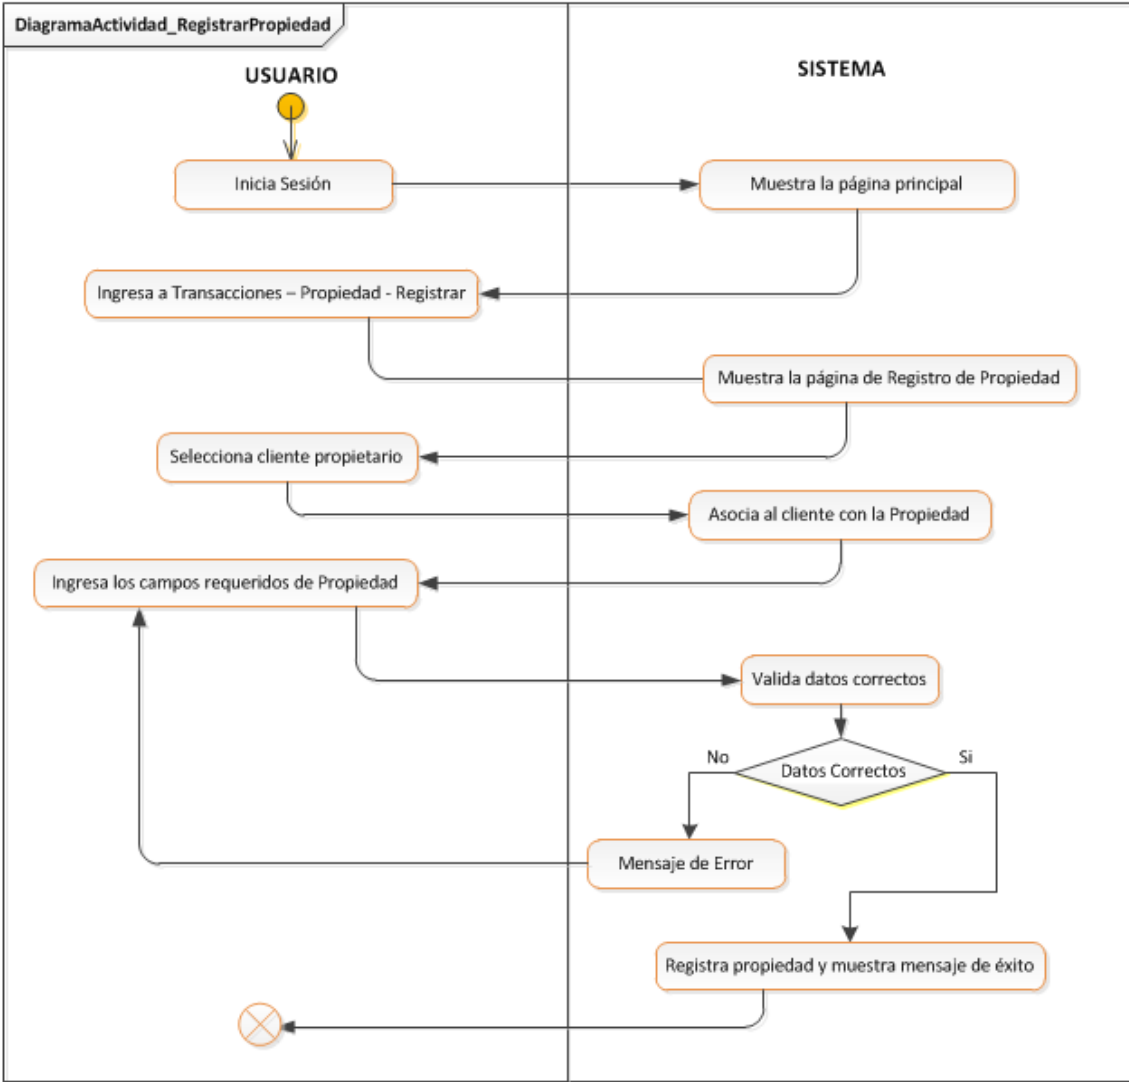 DiagramaActividad_RegistrarPropiedad
USUARIO
SISTEMA
Inicia Sesión
Muestra la página principal
Ingresa a Transacciones – Propiedad - Registrar
Muestra la página de Registro de Propiedad
Selecciona cliente propietario
Asocia al cliente con la Propiedad
Ingresa los campos requeridos de Propiedad
Valida datos correctos
No
Datos Correctos
Si
Mensaje de Error
Registra propiedad y muestra mensaje de éxito